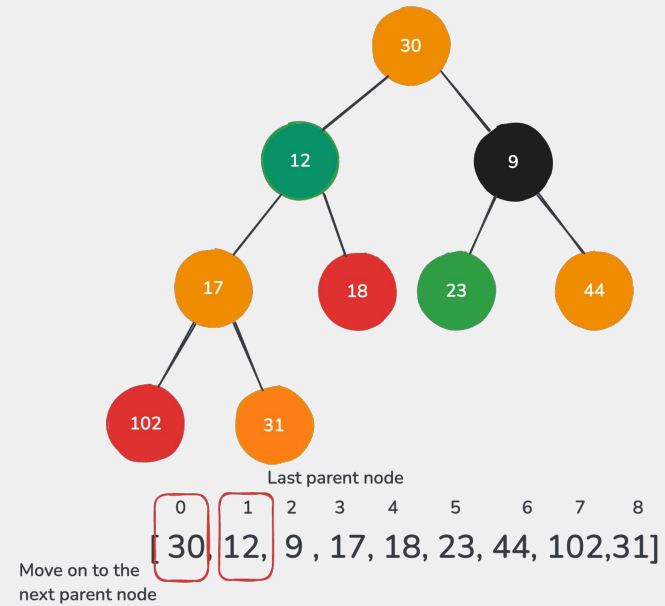 30
12
9
17
18
23
44
102
31
Last parent node
0 1 2 3 4 5 6 7 8
[ 30, 12, 9 , 17, 18, 23, 44, 102,31]
Move on to the
next parent node